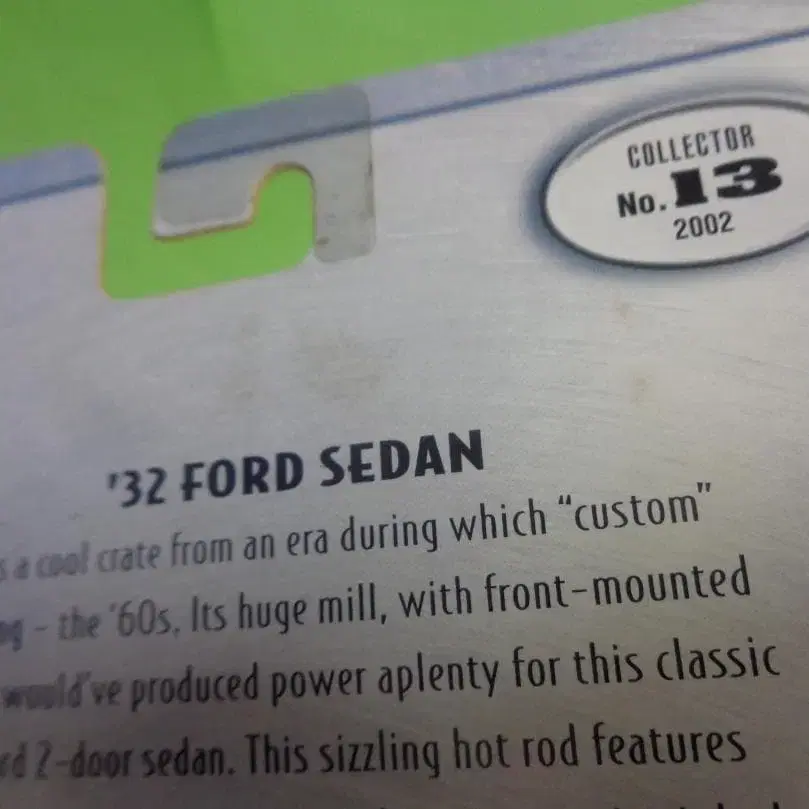 COLLECTOR
No. 13
2002
'32 FORD SEDAN
a cool crate from an era during which “custom”
– the '60s. Its huge mill, with front-mounted
would've produced power aplenty for this classic
2-door sedan. This sizzling hot rod features